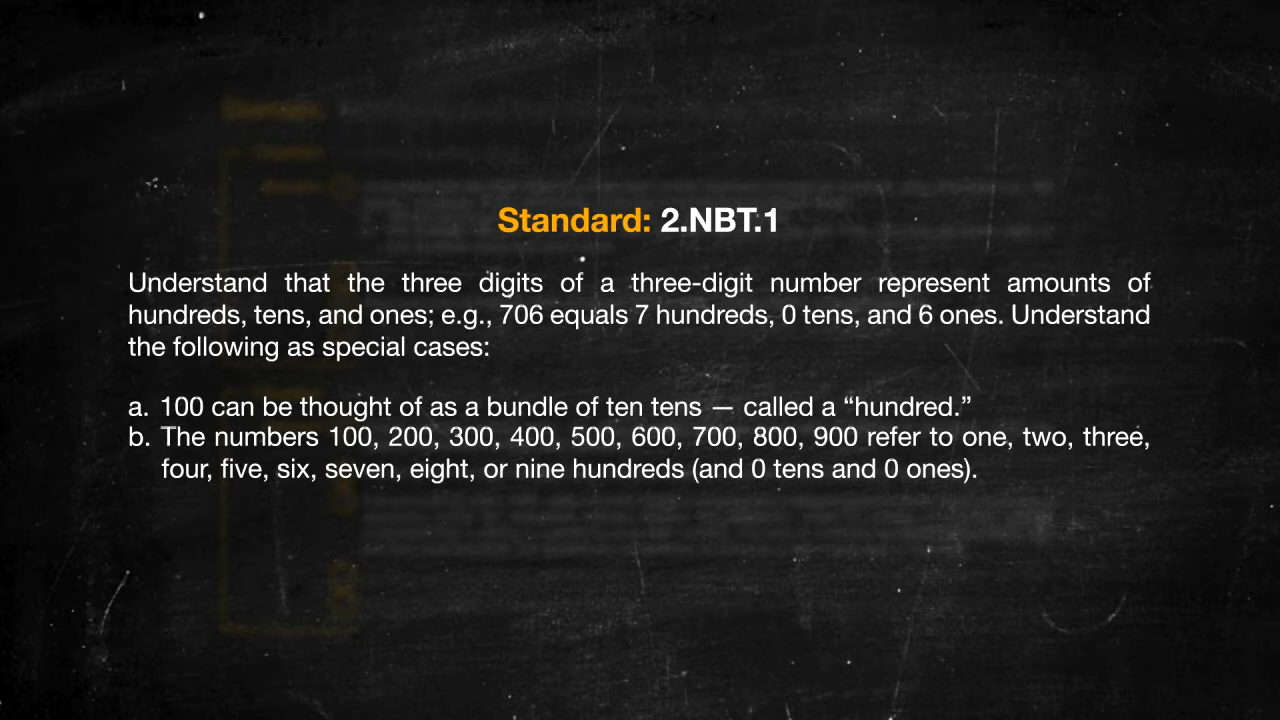 Standard: 2.NBT.1
Understand that the three digits of a three-digit number represent amounts of
hundreds, tens, and ones; e.g., 706 equals 7 hundreds, 0 tens, and 6 ones. Understand
the following as special cases:
a. 100 can be thought of as a bundle of ten tens — called a “hundred.”
b. The numbers 100, 200, 300, 400, 500, 600, 700, 800, 900 refer to one, two, three,
four, five, six, seven, eight, or nine hundreds (and 0 tens and 0 ones).